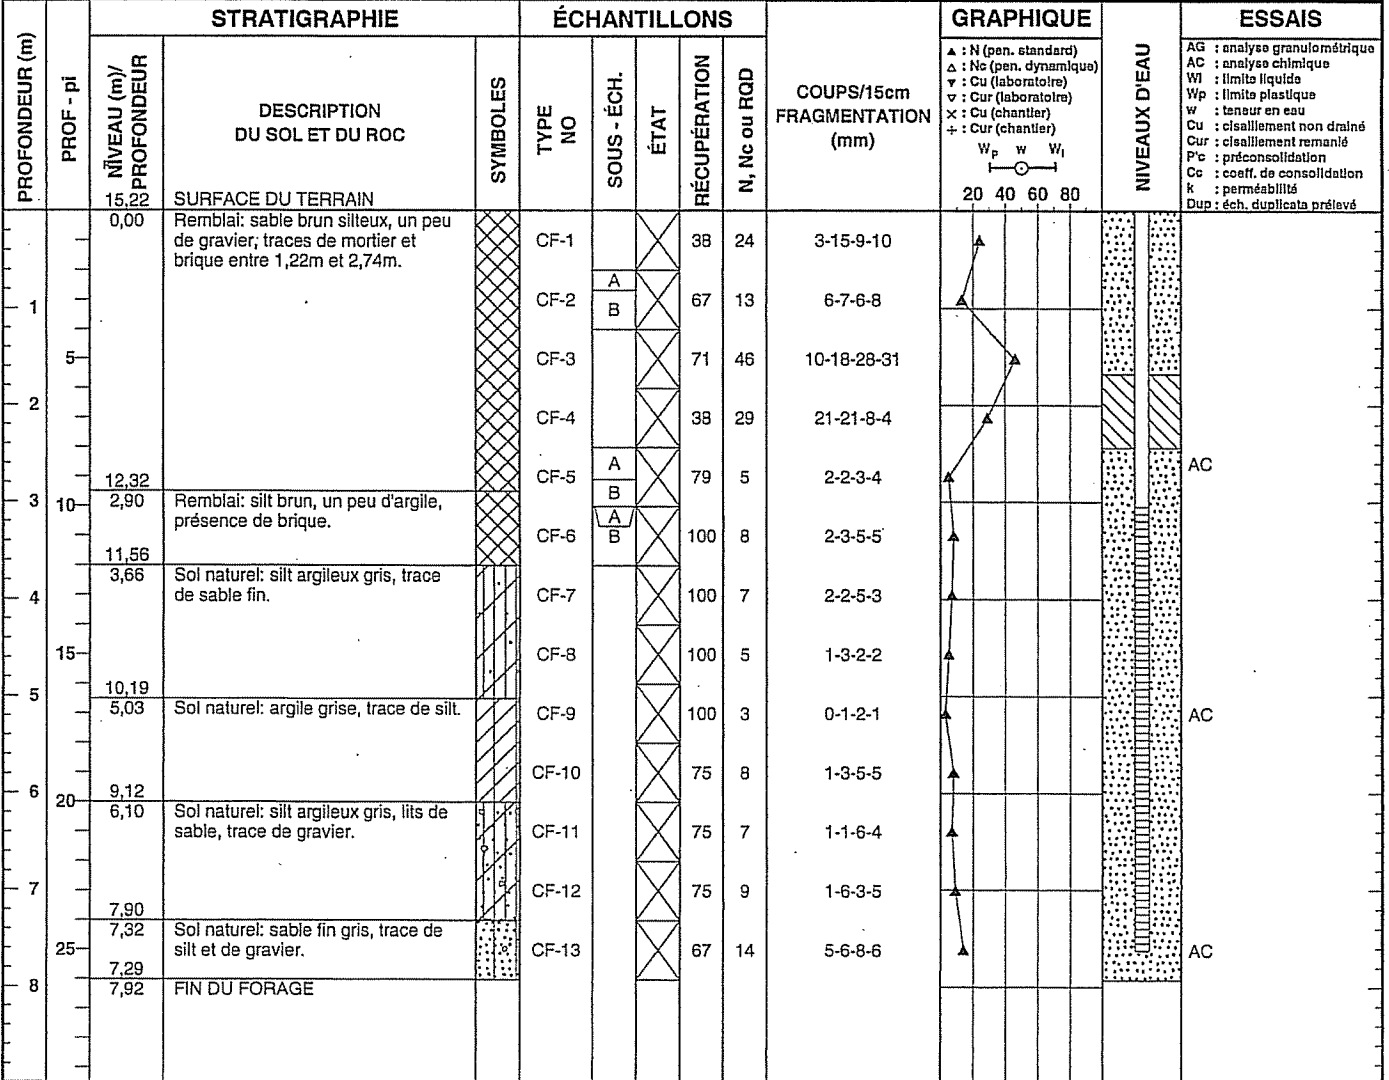 STRATIGRAPHIE
ÉCHANTILLONS
GRAPHIQUE
ESSAIS
PROFONDEUR (m)
PROF - pi
NIVEAU (m)/
PROFONDEUR
DESCRIPTION
DU SOL ET DU ROC
SYMBOLES
TYPE
NO
SOUS - ÉCH.
ÉTAT
RÉCUPÉRATION
N, Nc ou RQD
COUPS/15cm
FRAGMENTATION
(mm)
▲ : N (pen. standard)
△ : Nc (pen. dynamique)
▼ : Cu (laboratoire)
▽ : Cur (laboratoire)
× : Cu (chantier)
+ : Cur (chantier)
Wp w Wl
20 40 60 80
NIVEAUX D'EAU
AG : analyse granulométrique
AC : analyse chimique
Wl : limite liquide
Wp : limite plastique
w : teneur en eau
Cu : cisaillement non drainé
Cur : cisaillement remanié
P'c : préconsolidation
Cc : coeff. de consolidation
k : perméabilité
Dup : éch. duplicata prélevé
15,22 SURFACE DU TERRAIN
0,00 Remblai: sable brun silteux, un peu
de gravier; traces de mortier et
brique entre 1,22m et 2,74m.
CF-1 38 24 3-15-9-10
A
1 CF-2 B 67 13 6-7-6-8
5 CF-3 71 46 10-18-28-31
2 CF-4 38 29 21-21-8-4
A AC
12,32 CF-5 79 5 2-2-3-4
B
3 10 2,90 Remblai: silt brun, un peu d'argile,
présence de brique.
A
CF-6 B 100 8 2-3-5-5
11,56
3,66 Sol naturel: silt argileux gris, trace
de sable fin.
4 CF-7 100 7 2-2-5-3
15 CF-8 100 5 1-3-2-2
10,19
5 5,03 Sol naturel: argile grise, trace de silt. CF-9 100 3 0-1-2-1 AC
CF-10 75 8 1-3-5-5
6 9,12
20 6,10 Sol naturel: silt argileux gris, lits de
sable, trace de gravier. CF-11 75 7 1-1-6-4
7 CF-12 75 9 1-6-3-5
7,90
7,32 Sol naturel: sable fin gris, trace de
25 silt et de gravier. CF-13 67 14 5-6-8-6 AC
7,29
8 7,92 FIN DU FORAGE